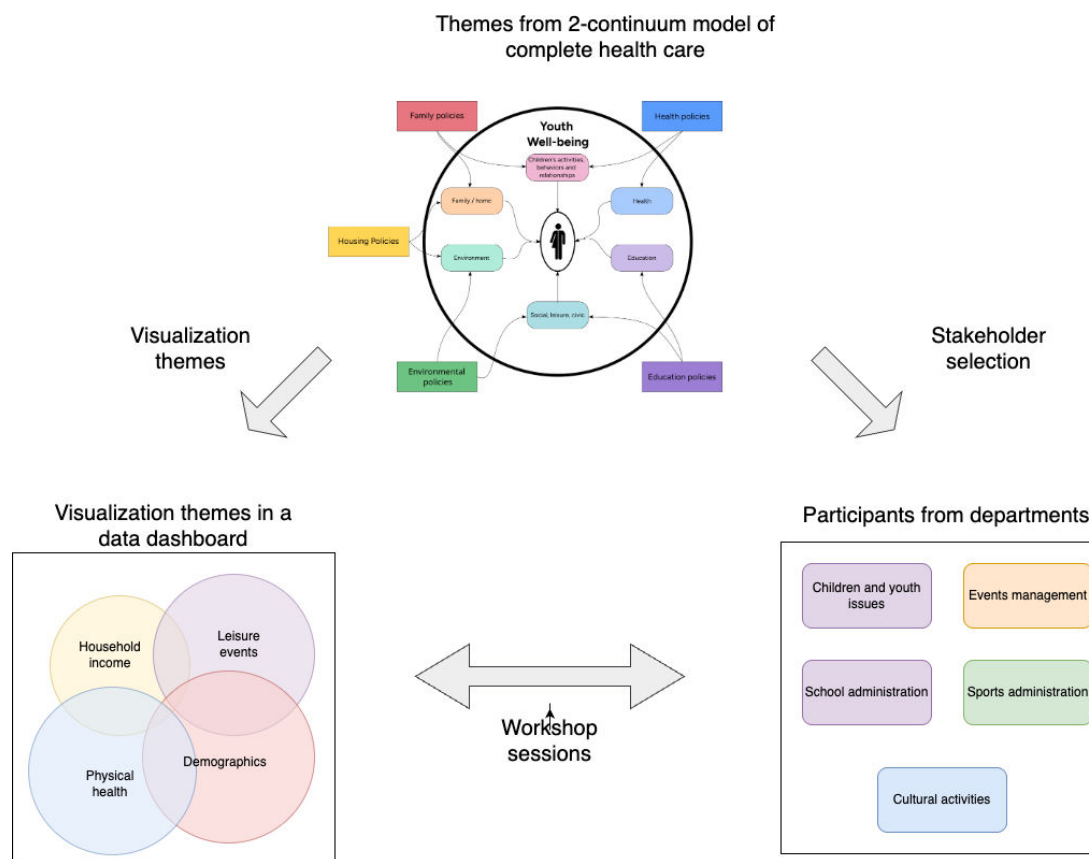 Themes from 2-continuum model of
complete health care
Family policies
Health policies
Youth
Well-being
Children's activities,
behaviors and
relationships
Family / home
Health
Housing Policies
Environment
Education
Social, leisure, civic
Environmental
policies
Education policies
Visualization
themes
Stakeholder
selection
Visualization themes in a
data dashboard
Household
income
Leisure
events
Physical
health
Demographics
Workshop
sessions
Participants from departments
Children and youth
issues
Events management
School administration
Sports administration
Cultural activities